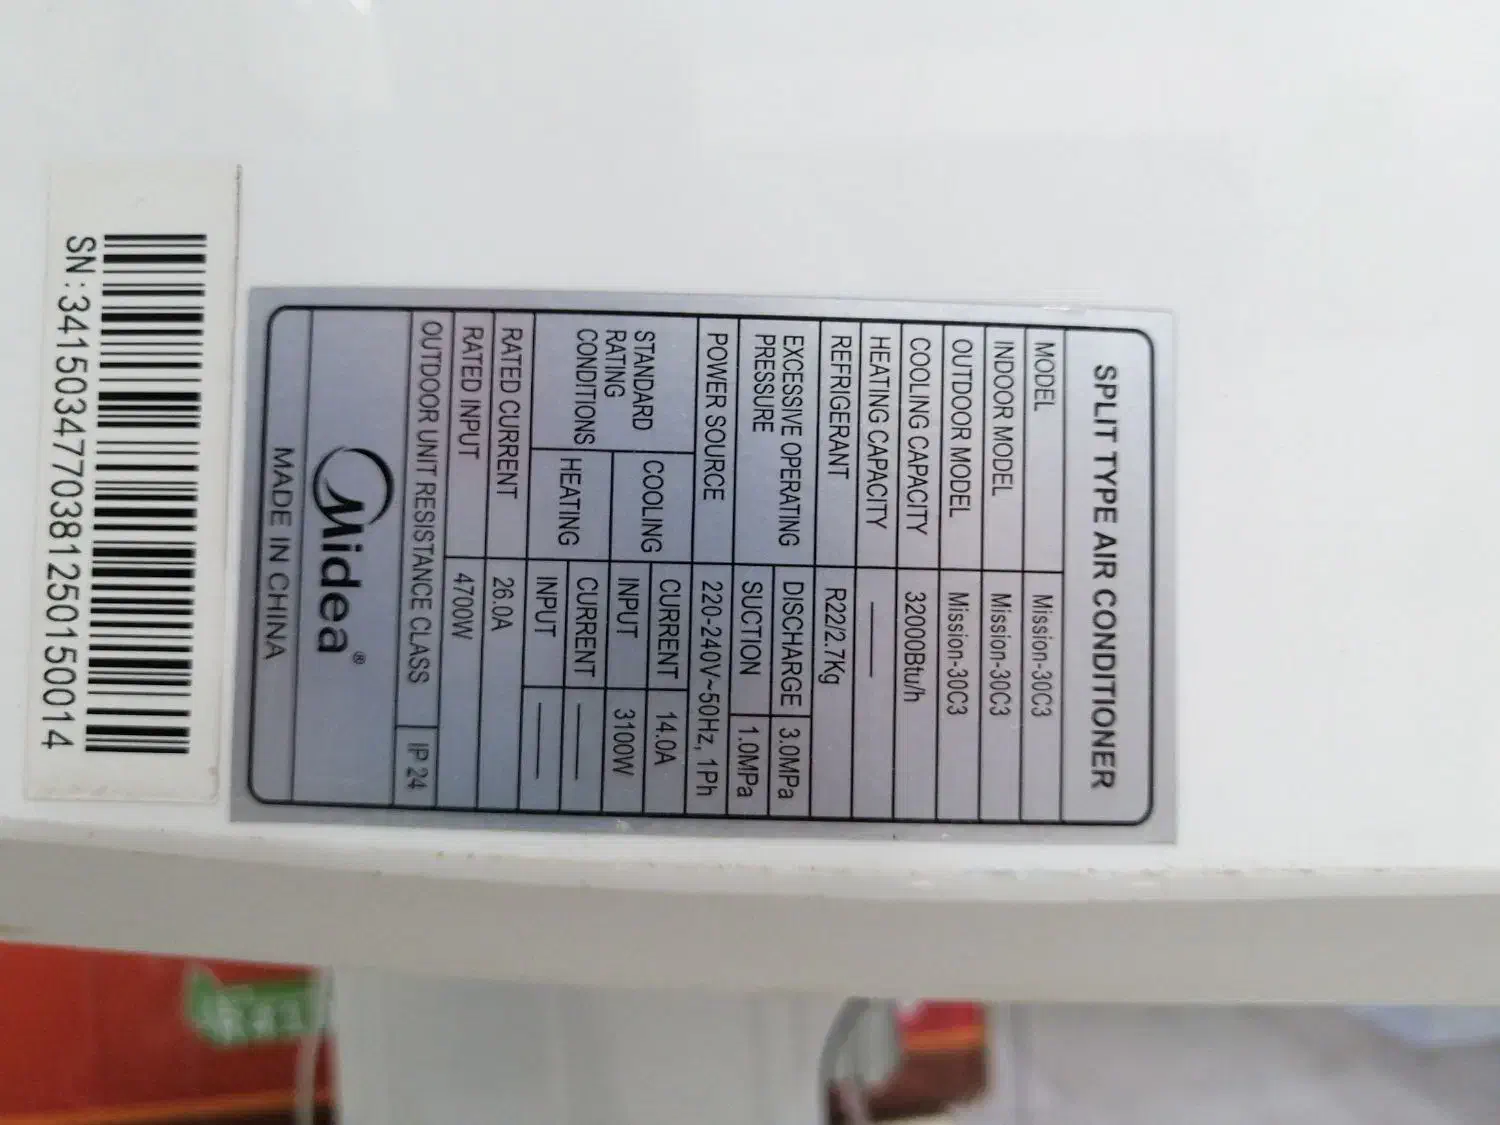 SPLIT TYPE AIR CONDITIONER
MODEL Mission-30C3
INDOOR MODEL Mission-30C3
OUTDOOR MODEL Mission-30C3
COOLING CAPACITY 32000Btu/h
HEATING CAPACITY ——
REFRIGERANT R22/2.7Kg
EXCESSIVE OPERATING PRESSURE DISCHARGE 3.0MPa
SUCTION 1.0MPa
POWER SOURCE 220-240V~50Hz, 1Ph
STANDARD RATING CONDITIONS COOLING CURRENT 14.0A
INPUT 3100W
HEATING CURRENT ——
INPUT ——
RATED CURRENT 26.0A
RATED INPUT 4700W
OUTDOOR UNIT RESISTANCE CLASS IP 24
Midea®
MADE IN CHINA
SN:3415034770381250150014